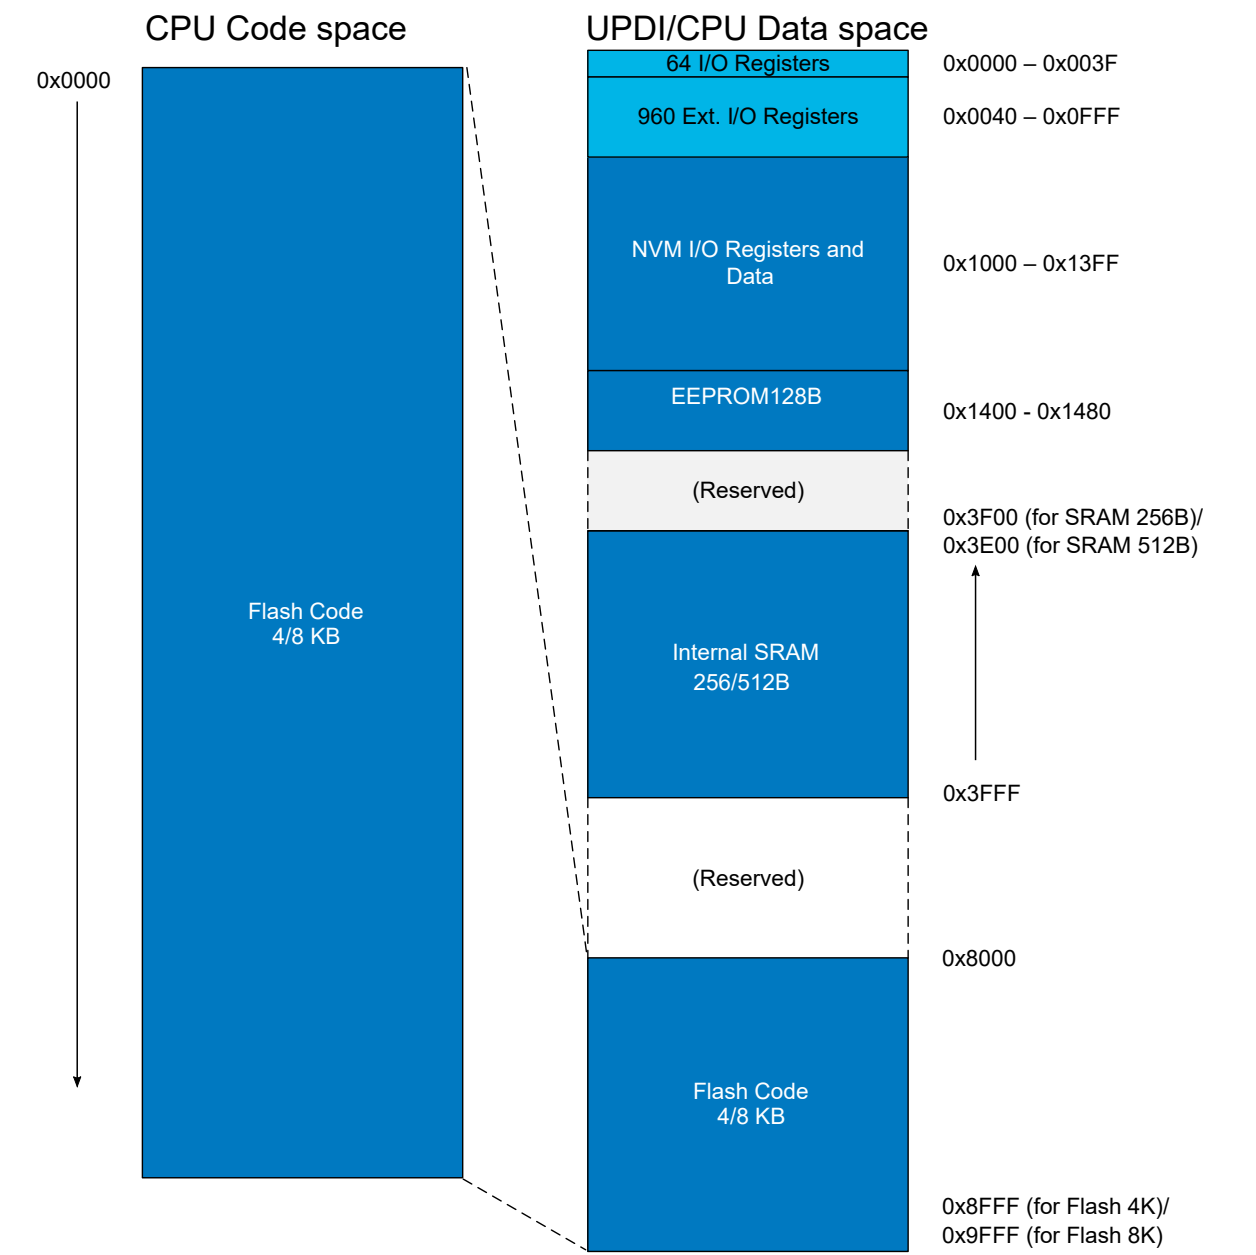 CPU Code space
UPDI/CPU Data space
0x0000
64 I/O Registers
0x0000 – 0x003F
960 Ext. I/O Registers
0x0040 – 0x0FFF
NVM I/O Registers and
Data
0x1000 – 0x13FF
EEPROM128B
0x1400 - 0x1480
(Reserved)
0x3F00 (for SRAM 256B)/
0x3E00 (for SRAM 512B)
Flash Code
4/8 KB
Internal SRAM
256/512B
0x3FFF
(Reserved)
0x8000
Flash Code
4/8 KB
0x8FFF (for Flash 4K)/
0x9FFF (for Flash 8K)